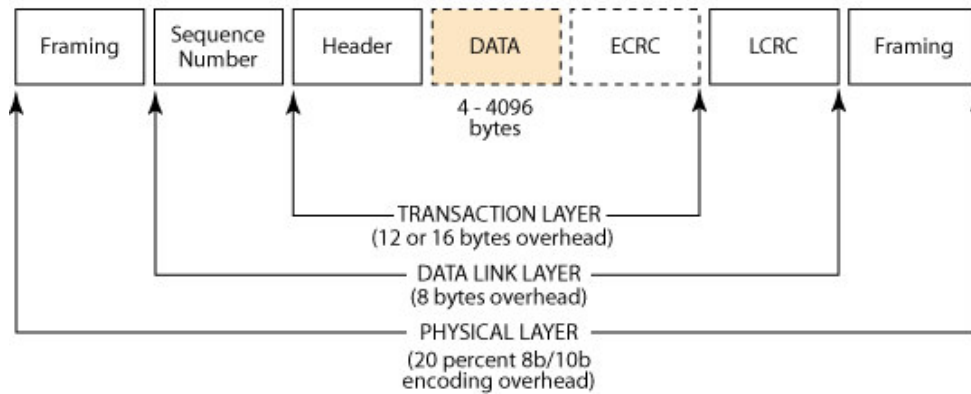 Framing
Sequence
Number
Header
DATA
ECRC
LCRC
Framing
4 - 4096
bytes
TRANSACTION LAYER
(12 or 16 bytes overhead)
DATA LINK LAYER
(8 bytes overhead)
PHYSICAL LAYER
(20 percent 8b/10b
encoding overhead)